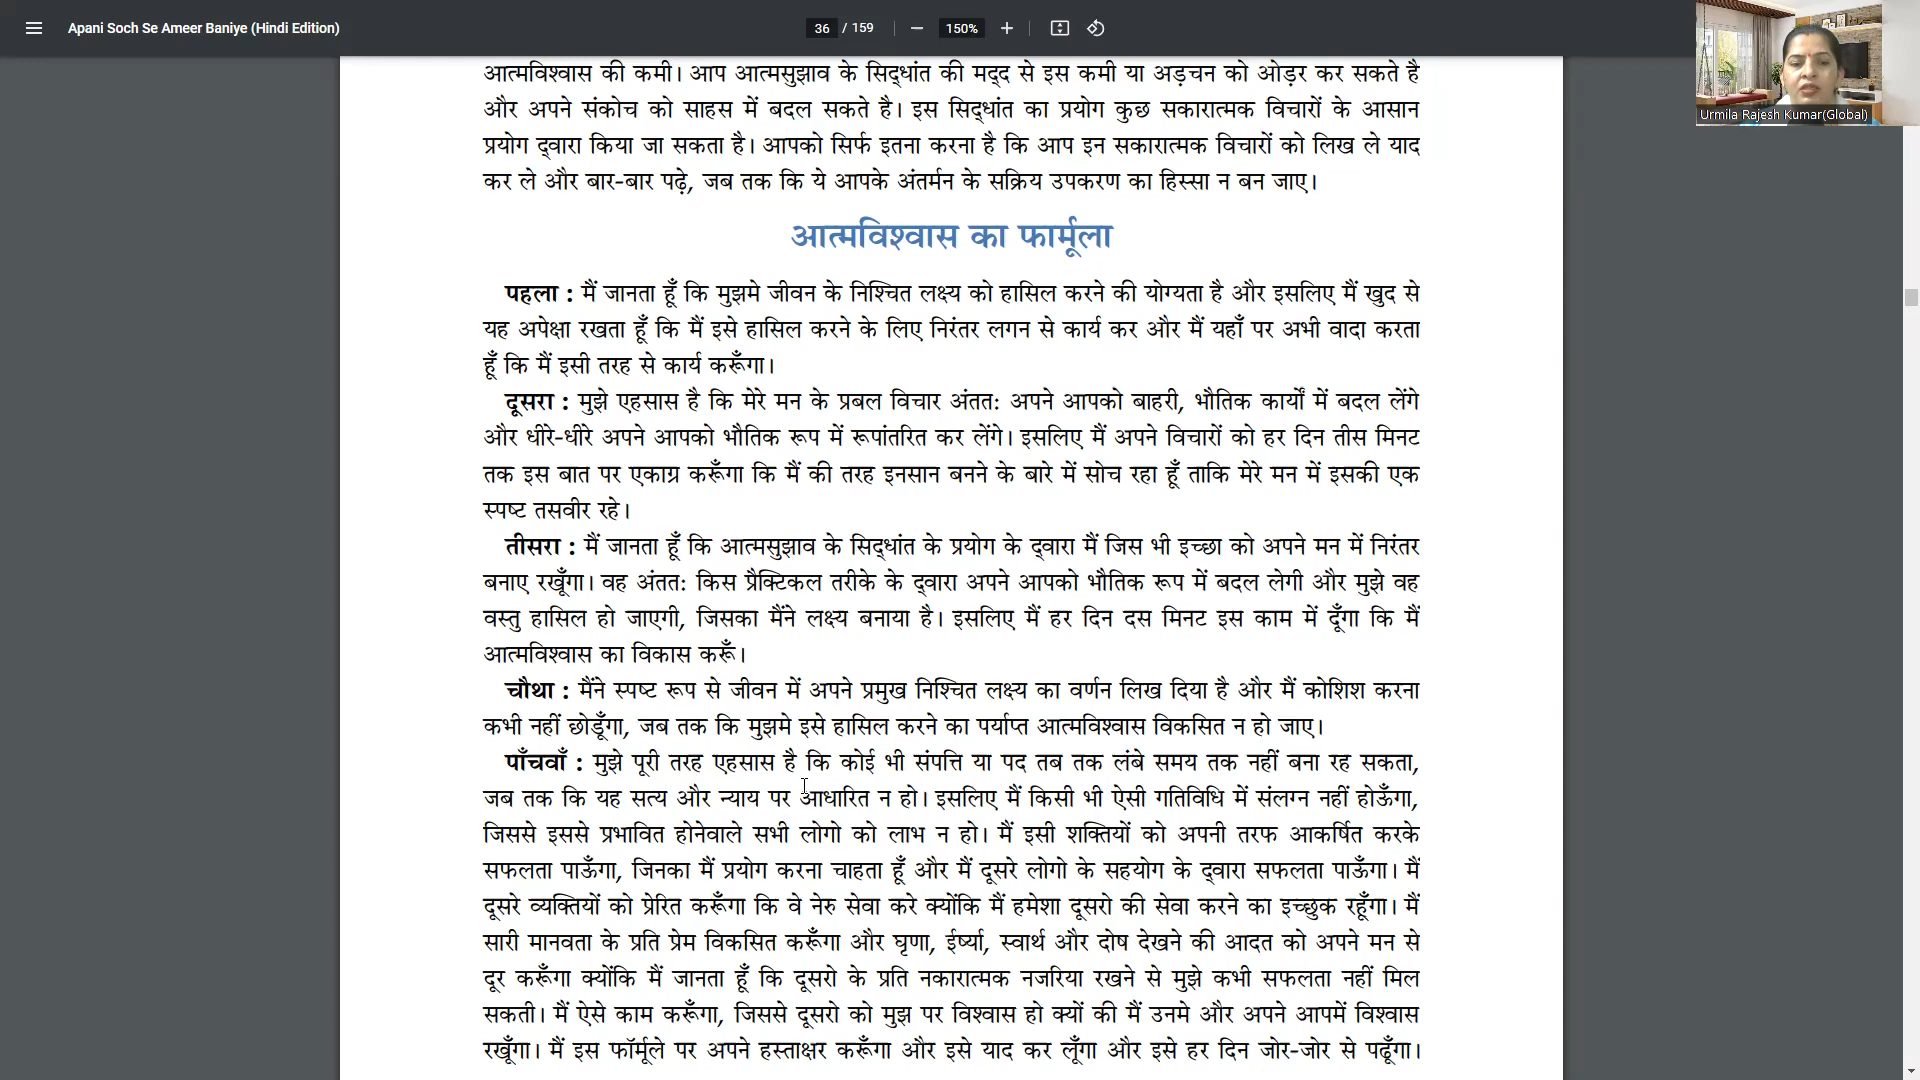 Apani Soch Se Ameer Baniye (Hindi Edition)
36 / 159
150%
Urmila Rajesh Kumar(Global)
आत्मविश्वास की कमी। आप आत्मसुझाव के सिद्धांत की मद्द से इस कमी या अड़चन को ओड़र कर सकते है
और अपने संकोच को साहस में बदल सकते है। इस सिद्धांत का प्रयोग कुछ सकारात्मक विचारों के आसान
प्रयोग द्वारा किया जा सकता है। आपको सिर्फ इतना करना है कि आप इन सकारात्मक विचारों को लिख ले याद
कर ले और बार-बार पढ़े, जब तक कि ये आपके अंतर्मन के सक्रिय उपकरण का हिस्सा न बन जाए।
आत्मविश्वास का फार्मूला
पहला : मैं जानता हूँ कि मुझमे जीवन के निश्चित लक्ष्य को हासिल करने की योग्यता है और इसलिए मैं खुद से
यह अपेक्षा रखता हूँ कि मैं इसे हासिल करने के लिए निरंतर लगन से कार्य कर और मैं यहाँ पर अभी वादा करता
हूँ कि मैं इसी तरह से कार्य करूँगा।
दूसरा : मुझे एहसास है कि मेरे मन के प्रबल विचार अंततः अपने आपको बाहरी, भौतिक कार्यों में बदल लेंगे
और धीरे-धीरे अपने आपको भौतिक रूप में रूपांतरित कर लेंगे। इसलिए मैं अपने विचारों को हर दिन तीस मिनट
तक इस बात पर एकाग्र करूँगा कि मैं की तरह इनसान बनने के बारे में सोच रहा हूँ ताकि मेरे मन में इसकी एक
स्पष्ट तसवीर रहे।
तीसरा : मैं जानता हूँ कि आत्मसुझाव के सिद्धांत के प्रयोग के द्वारा मैं जिस भी इच्छा को अपने मन में निरंतर
बनाए रखूँगा। वह अंततः किस प्रैक्टिकल तरीके के द्वारा अपने आपको भौतिक रूप में बदल लेगी और मुझे वह
वस्तु हासिल हो जाएगी, जिसका मैंने लक्ष्य बनाया है। इसलिए मैं हर दिन दस मिनट इस काम में दूँगा कि मैं
आत्मविश्वास का विकास करूँ।
चौथा : मैंने स्पष्ट रूप से जीवन में अपने प्रमुख निश्चित लक्ष्य का वर्णन लिख दिया है और मैं कोशिश करना
कभी नहीं छोडूँगा, जब तक कि मुझमे इसे हासिल करने का पर्याप्त आत्मविश्वास विकसित न हो जाए।
पाँचवाँ : मुझे पूरी तरह एहसास है कि कोई भी संपत्ति या पद तब तक लंबे समय तक नहीं बना रह सकता,
जब तक कि यह सत्य और न्याय पर आधारित न हो। इसलिए मैं किसी भी ऐसी गतिविधि में संलग्न नहीं होऊँगा,
जिससे इससे प्रभावित होनेवाले सभी लोगो को लाभ न हो। मैं इसी शक्तियों को अपनी तरफ आकर्षित करके
सफलता पाऊँगा, जिनका मैं प्रयोग करना चाहता हूँ और मैं दूसरे लोगो के सहयोग के द्वारा सफलता पाऊँगा। मैं
दूसरे व्यक्तियों को प्रेरित करूँगा कि वे नेरु सेवा करे क्योंकि मैं हमेशा दूसरो की सेवा करने का इच्छुक रहूँगा। मैं
सारी मानवता के प्रति प्रेम विकसित करूँगा और घृणा, ईर्ष्या, स्वार्थ और दोष देखने की आदत को अपने मन से
दूर करूँगा क्योंकि मैं जानता हूँ कि दूसरो के प्रति नकारात्मक नजरिया रखने से मुझे कभी सफलता नहीं मिल
सकती। मैं ऐसे काम करूँगा, जिससे दूसरो को मुझ पर विश्वास हो क्यों की मैं उनमे और अपने आपमें विश्वास
रखूँगा। मैं इस फॉर्मूले पर अपने हस्ताक्षर करूँगा और इसे याद कर लूँगा और इसे हर दिन जोर-जोर से पढूँगा।